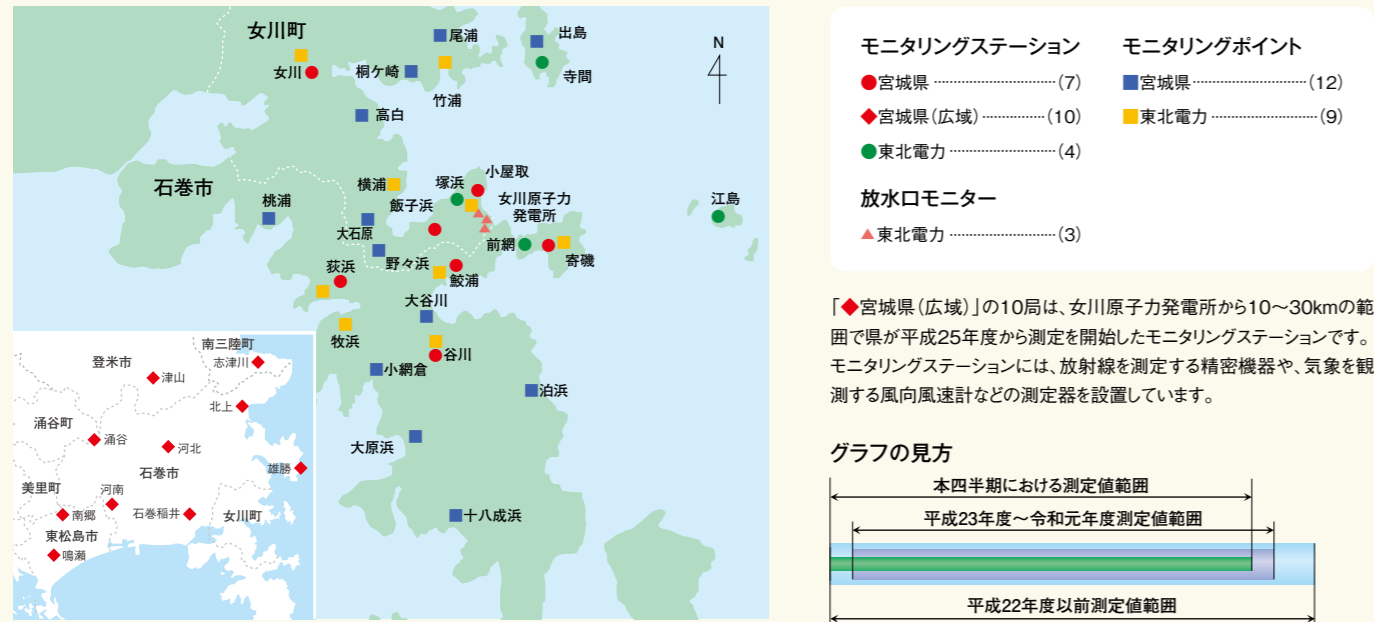 女川町
尾浦
出島
女川
桐ケ崎
竹浦
寺間
高白
N
石巻市
桃浦
横浦
塚浜
小屋取
飯子浜
女川原子力
発電所
江島
大石原
前網
寄磯
野々浜
荻浜
鮫浦
大谷川
牧浜
谷川
小網倉
泊浜
大原浜
十八成浜
南三陸町
登米市
志津川
津山
北上
涌谷町
涌谷
河北
石巻市
雄勝
美里町
河南
南郷
石巻稲井
女川町
東松島市
鳴瀬
モニタリングステーション
●宮城県 ················(7)
◆宮城県(広域) ··········(10)
●東北電力 ··············(4)
モニタリングポイント
■宮城県 ················(12)
■東北電力 ··············(9)
放水口モニター
▲東北電力 ··············(3)
「◆宮城県(広域)」の10局は、女川原子力発電所から10〜30kmの範
囲で県が平成25年度から測定を開始したモニタリングステーションです。
モニタリングステーションには、放射線を測定する精密機器や、気象を観
測する風向風速計などの測定器を設置しています。
グラフの見方
本四半期における測定値範囲
平成23年度〜令和元年度測定値範囲
平成22年度以前測定値範囲